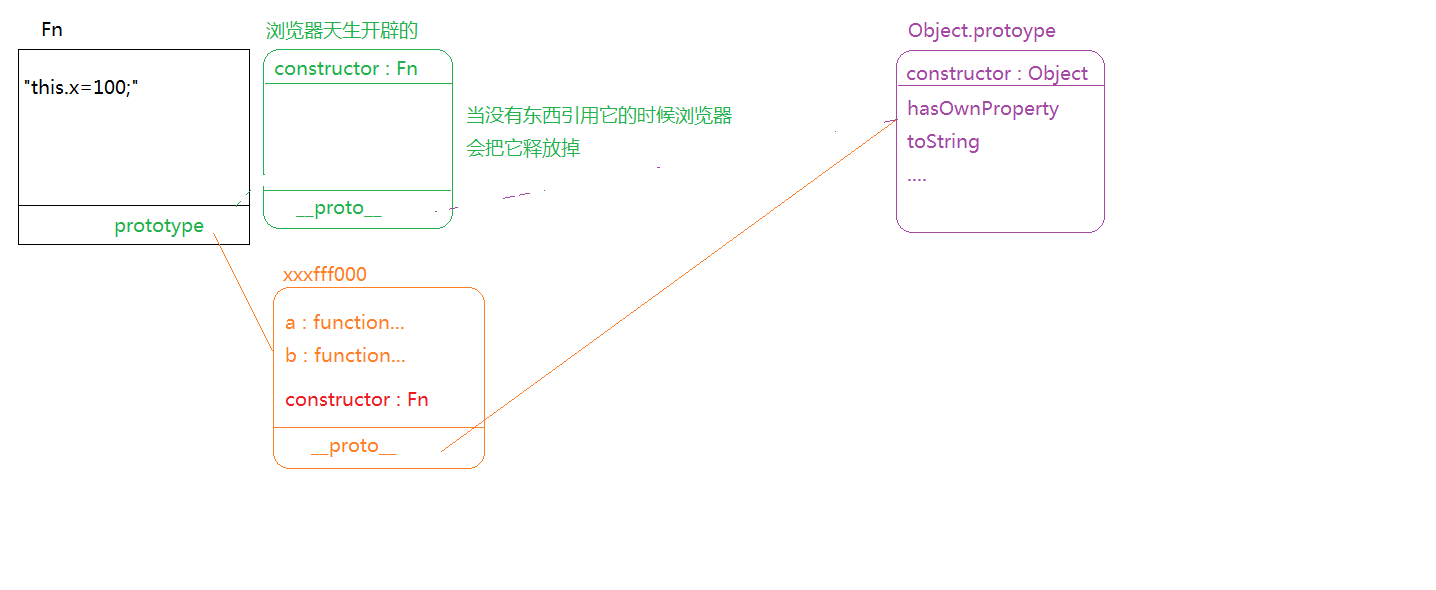 Fn
"this.x=100;"
prototype
浏览器天生开辟的
constructor : Fn
__proto__
当没有东西引用它的时候浏览器
会把它释放掉
Object.protoype
constructor : Object
hasOwnProperty
toString
....
xxxfff000
a : function...
b : function...
constructor : Fn
__proto__